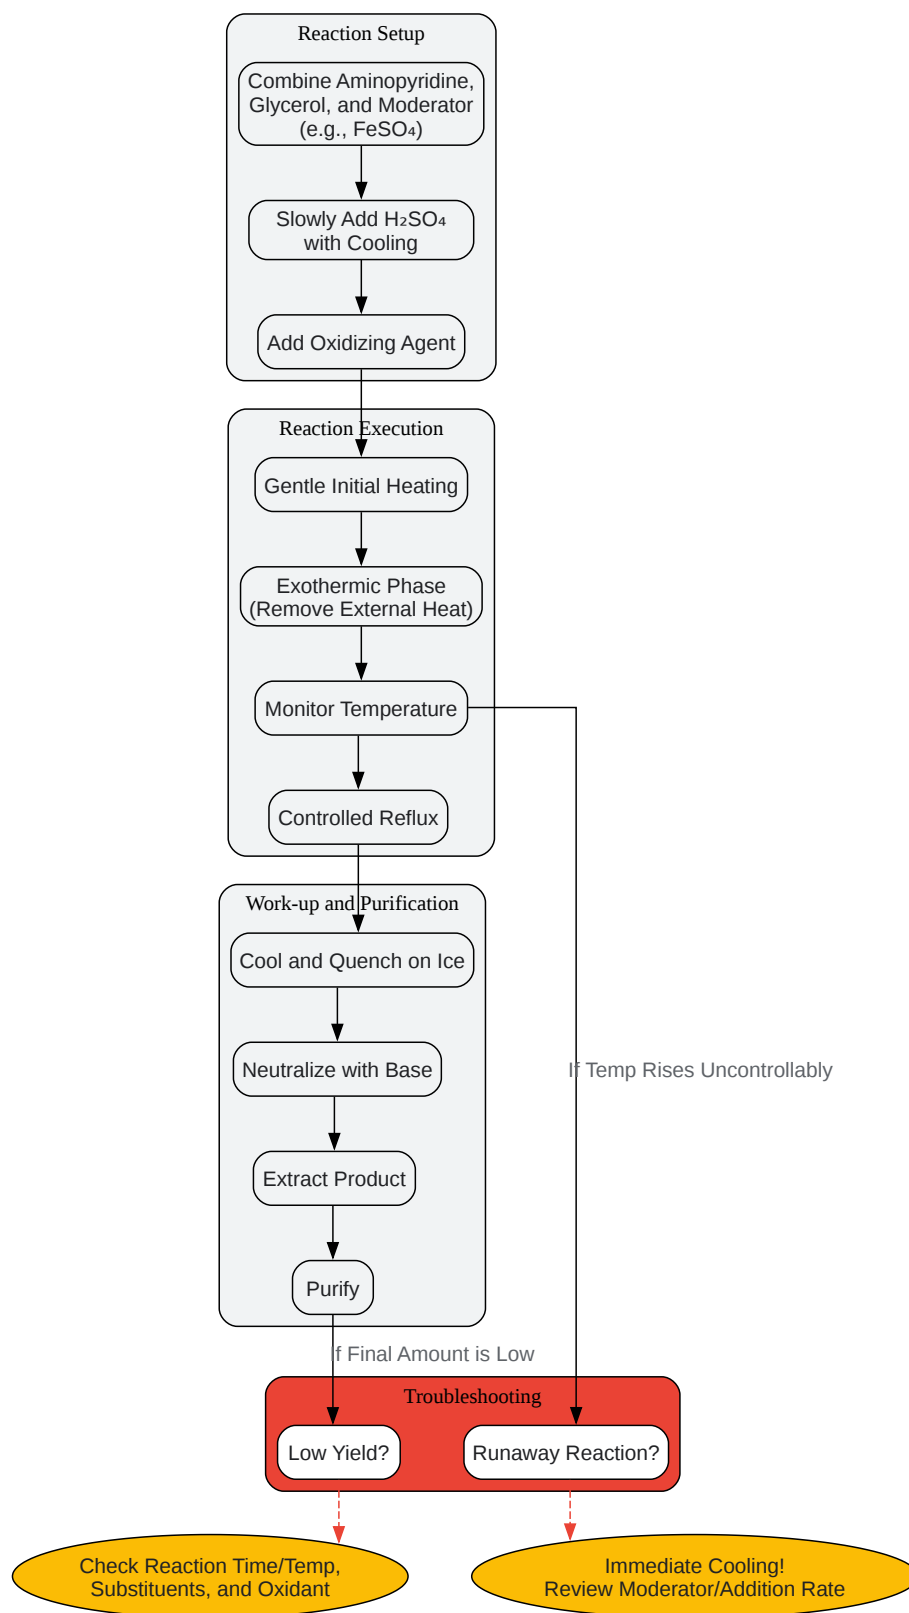 Reaction Setup
Combine Aminopyridine,
Glycerol, and Moderator
(e.g., FeSO₄)
Slowly Add H₂SO₄
with Cooling
Add Oxidizing Agent
Reaction Execution
Gentle Initial Heating
Exothermic Phase
(Remove External Heat)
Monitor Temperature
Controlled Reflux
Work-up and Purification
Cool and Quench on Ice
Neutralize with Base
If Temp Rises Uncontrollably
Extract Product
Purify
If Final Amount is Low
Troubleshooting
Low Yield?
Runaway Reaction?
Check Reaction Time/Temp,
Substituents, and Oxidant
Immediate Cooling!
Review Moderator/Addition Rate